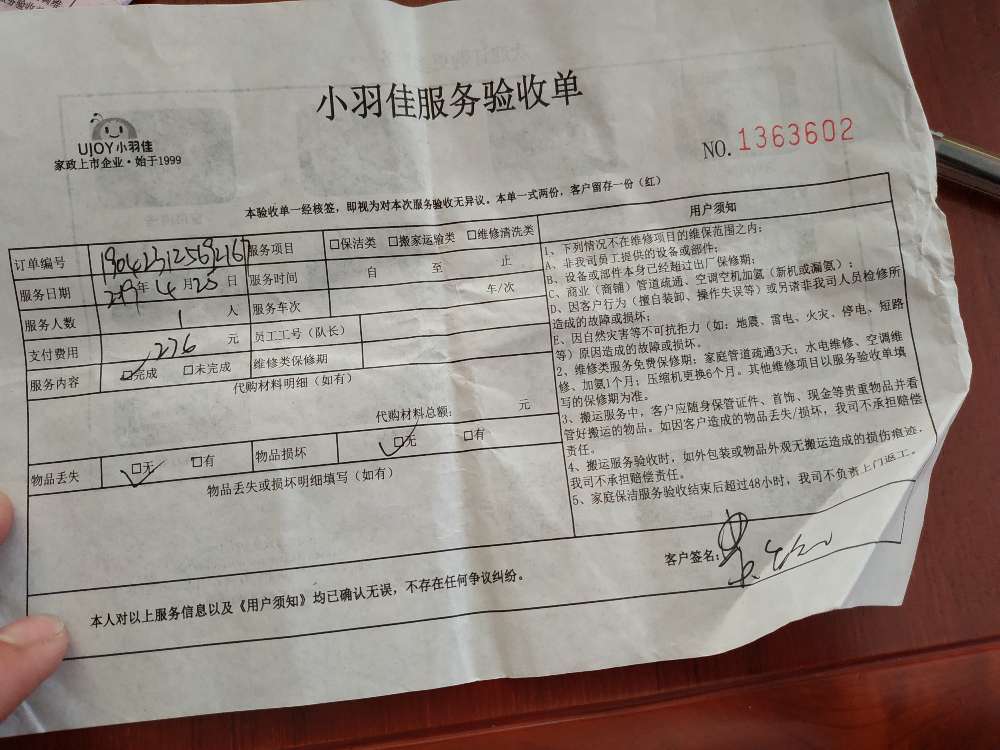 小羽佳服务验收单
UJOY小羽佳
家政上市企业·始于1999
NO.1363602
本验收单一经核签，即视为对本次服务验收无异议。本单一式两份，客户留存一份（红）
订单编号 服务项目 □保洁类 □搬家运输类 □维修清洗类
服务日期 2019年4月25日 服务时间 自 至 止
服务人数 1 人 服务车次 车/次
支付费用 276 元 员工工号（队长）
服务内容 □完成 □未完成 维修类保修期
代购材料明细（如有）
代购材料总额： 元
物品丢失 □无 □有 物品损坏 □无 □有
物品丢失或损坏明细填写（如有）
用户须知
1、下列情况不在维修项目的维保范围之内：
A、非我司员工提供的设备或部件；
B、设备或部件本身已经超过出厂保修期；
C、商业（商铺）管道疏通、空调空机加氨（新机或漏氨）；
D、因客户行为（擅自装卸、操作失误等）或另请非我司人员检修所
造成的故障或损坏；
E、因自然灾害等不可抗拒力（如：地震、雷电、火灾、停电、短路
等）原因造成的故障或损坏。
2、维修类服务免费保修期：家庭管道疏通3天；水电维修、空调维
修、加氨1个月；压缩机更换6个月。其他维修项目以服务验收单填
写的保修期为准。
3、搬运服务中，客户应随身保管证件、首饰、现金等贵重物品并看
管好搬运的物品。如因客户造成的物品丢失/损坏，我司不承担赔偿
责任。
4、搬运服务验收时，如外包装或物品外观无搬运造成的损伤痕迹，
我司不承担赔偿责任。
5、家庭保洁服务验收结束后超过48小时，我司不负责上门返工。
客户签名：
本人对以上服务信息以及《用户须知》均已确认无误，不存在任何争议纠纷。